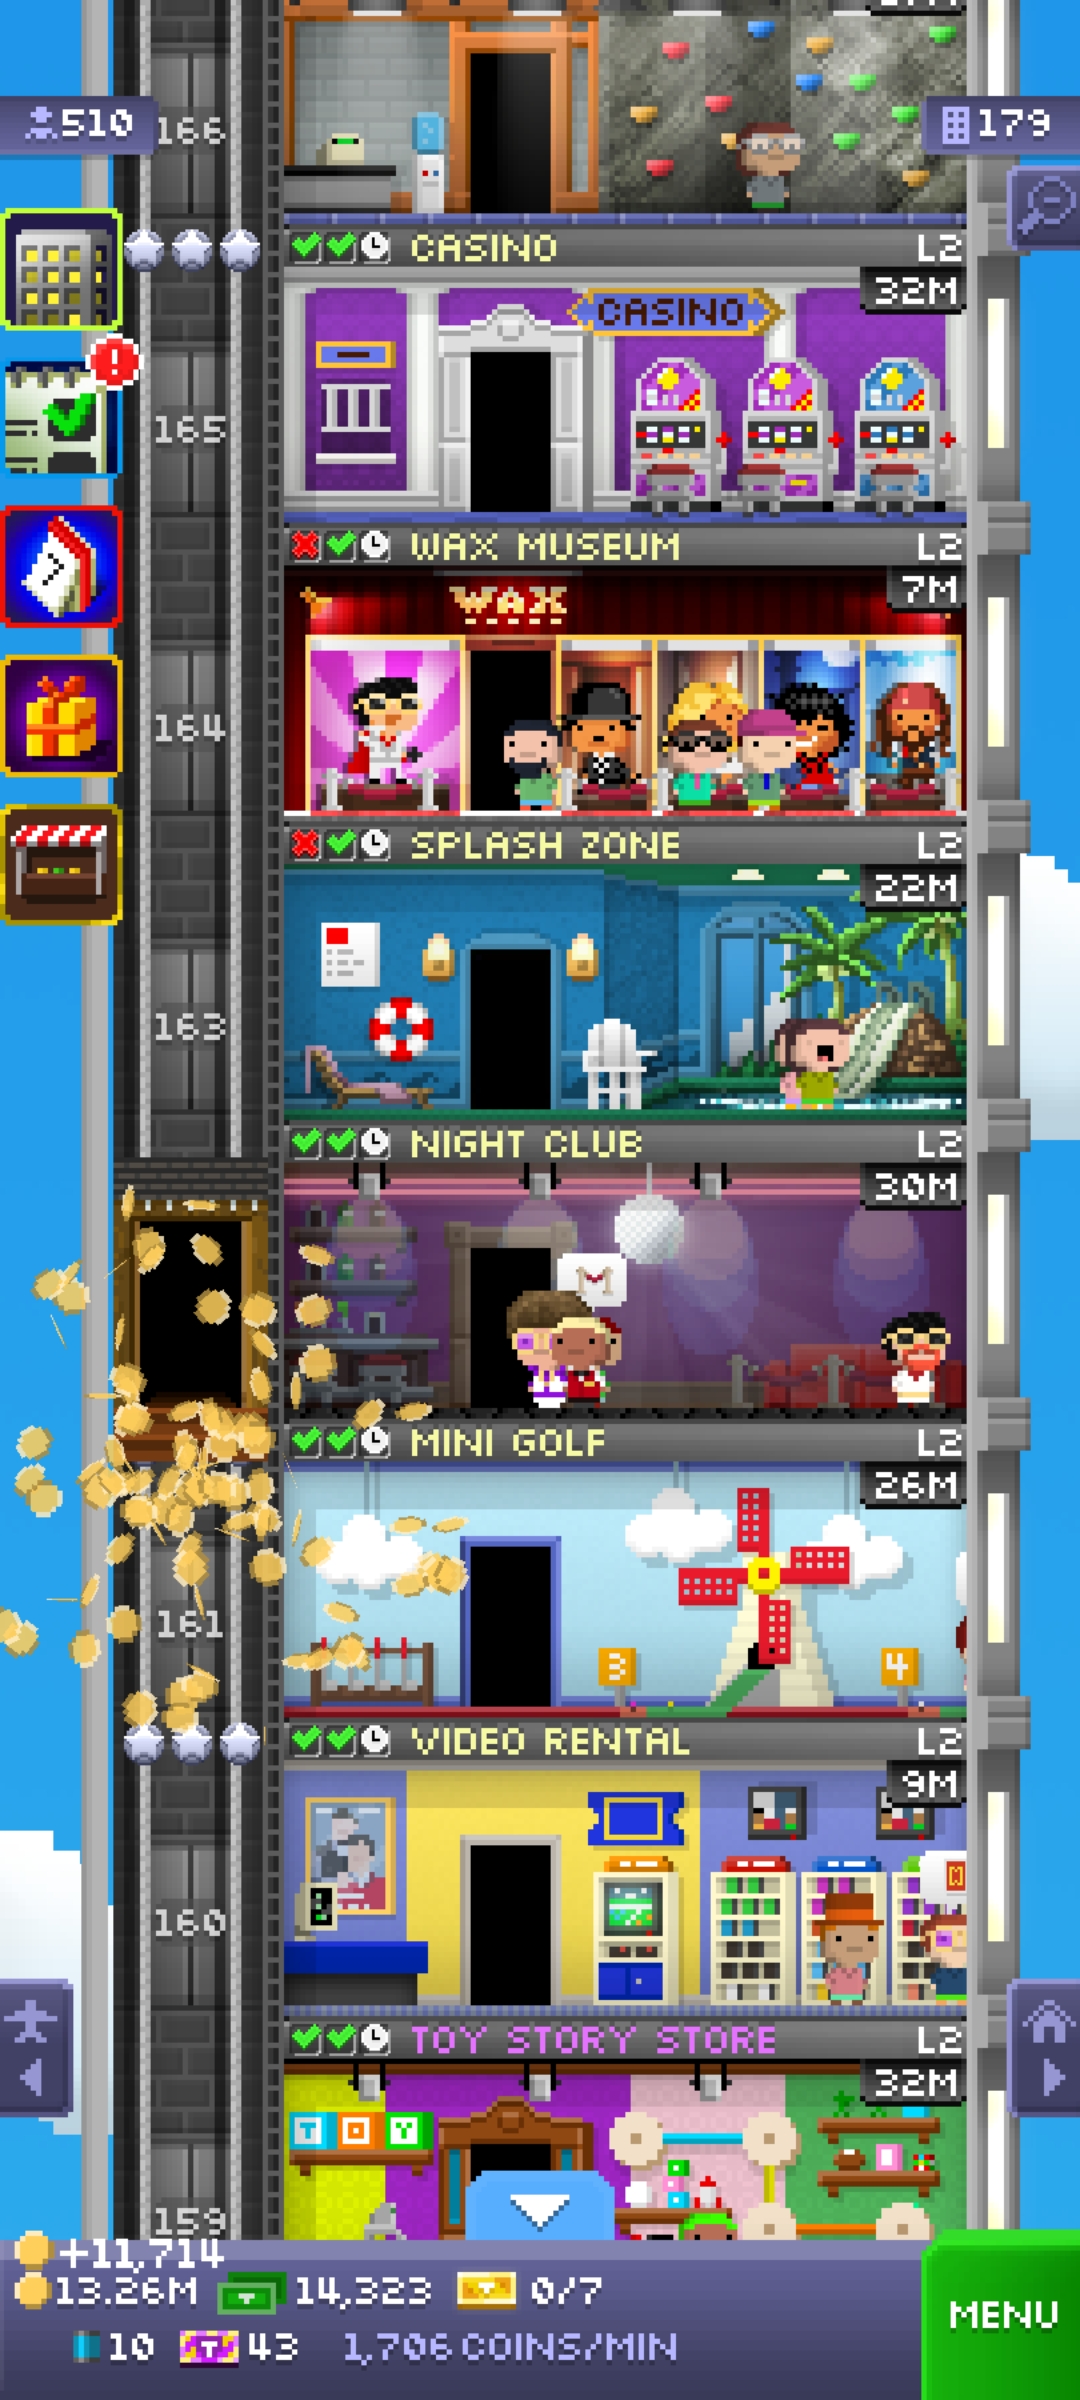 510
166
179
CASINO L2
32M
CASINO
165
WAX MUSEUM L2
7M
WAX
164
SPLASH ZONE L2
22M
163
NIGHT CLUB L2
30M
MINI GOLF L2
26M
161
3
4
VIDEO RENTAL L2
9M
160
TOY STORY STORE L2
32M
T O Y
159
+11,714
13.26M 14,323 0/7
10 43 1,706 COINS/MIN
MENU